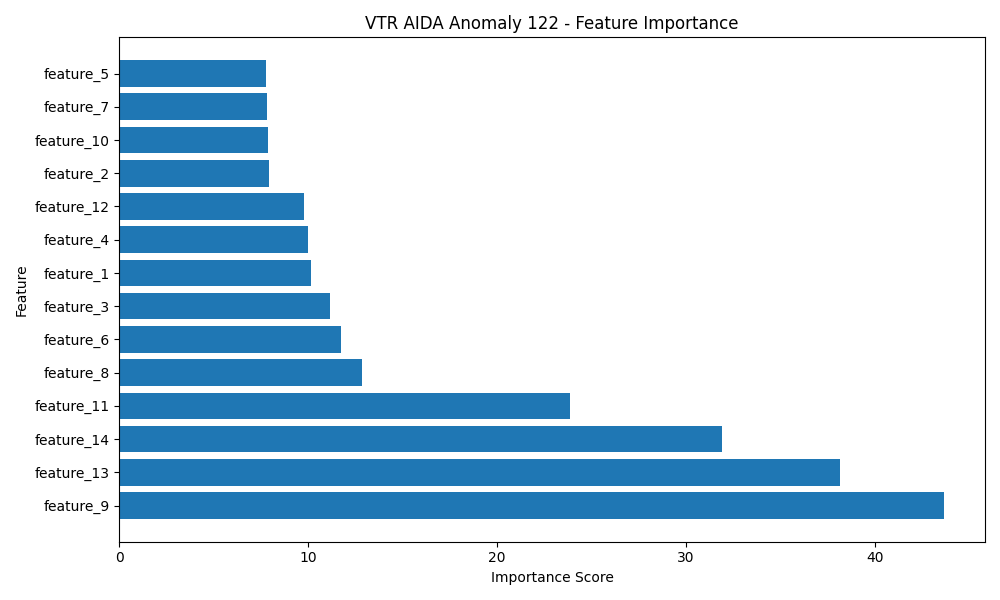 VTR AIDA Anomaly 122 - Feature Importance
feature_5
feature_7
feature_10
feature_2
feature_12
feature_4
feature_1
feature_3
feature_6
feature_8
feature_11
feature_14
feature_13
feature_9
Feature
0 10 20 30 40
Importance Score